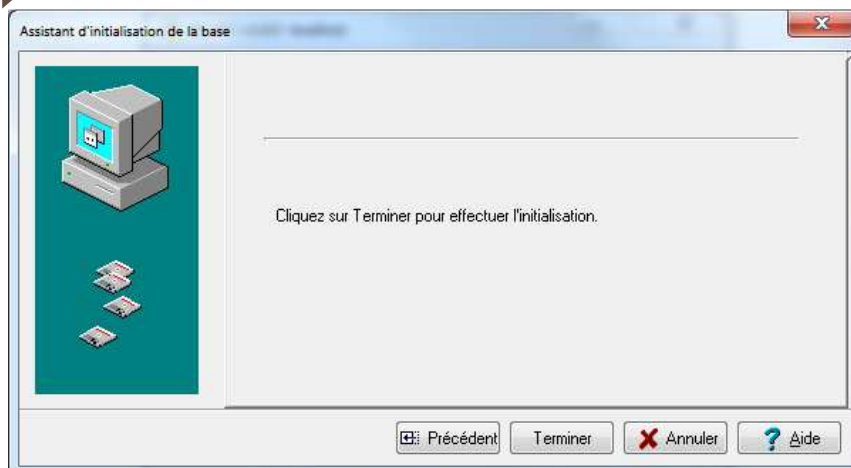 Assistant d'initialisation de la base
Cliquez sur Terminer pour effectuer l'initialisation.
Précédent Terminer Annuler ? Aide